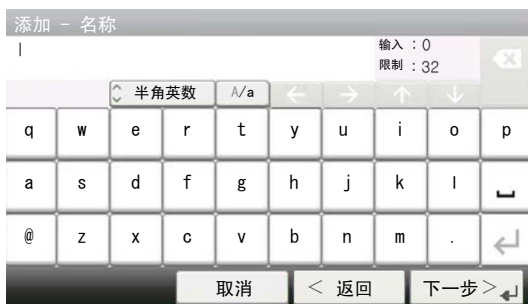 添加 - 名称
输入 :0
限制 :32
半角英数 A/a
q w e r t y u i o p
a s d f g h j k l
@ z x c v b n m .
取消 < 返回 下一步 >